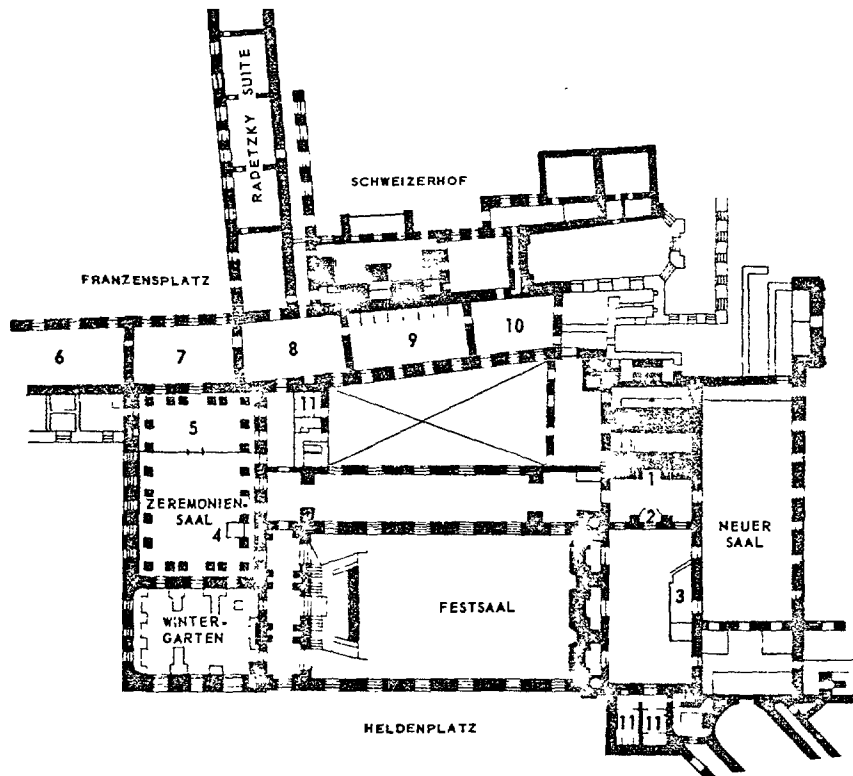 RADETZKY SUITE
SCHWEIZERHOF
FRANZENSPLATZ
6
7
8
9
10
11
5
ZEREMONIEN-
SAAL
4
1
2
NEUER
SAAL
3
FESTSAAL
WINTER-
GARTEN
11
11
HELDENPLATZ